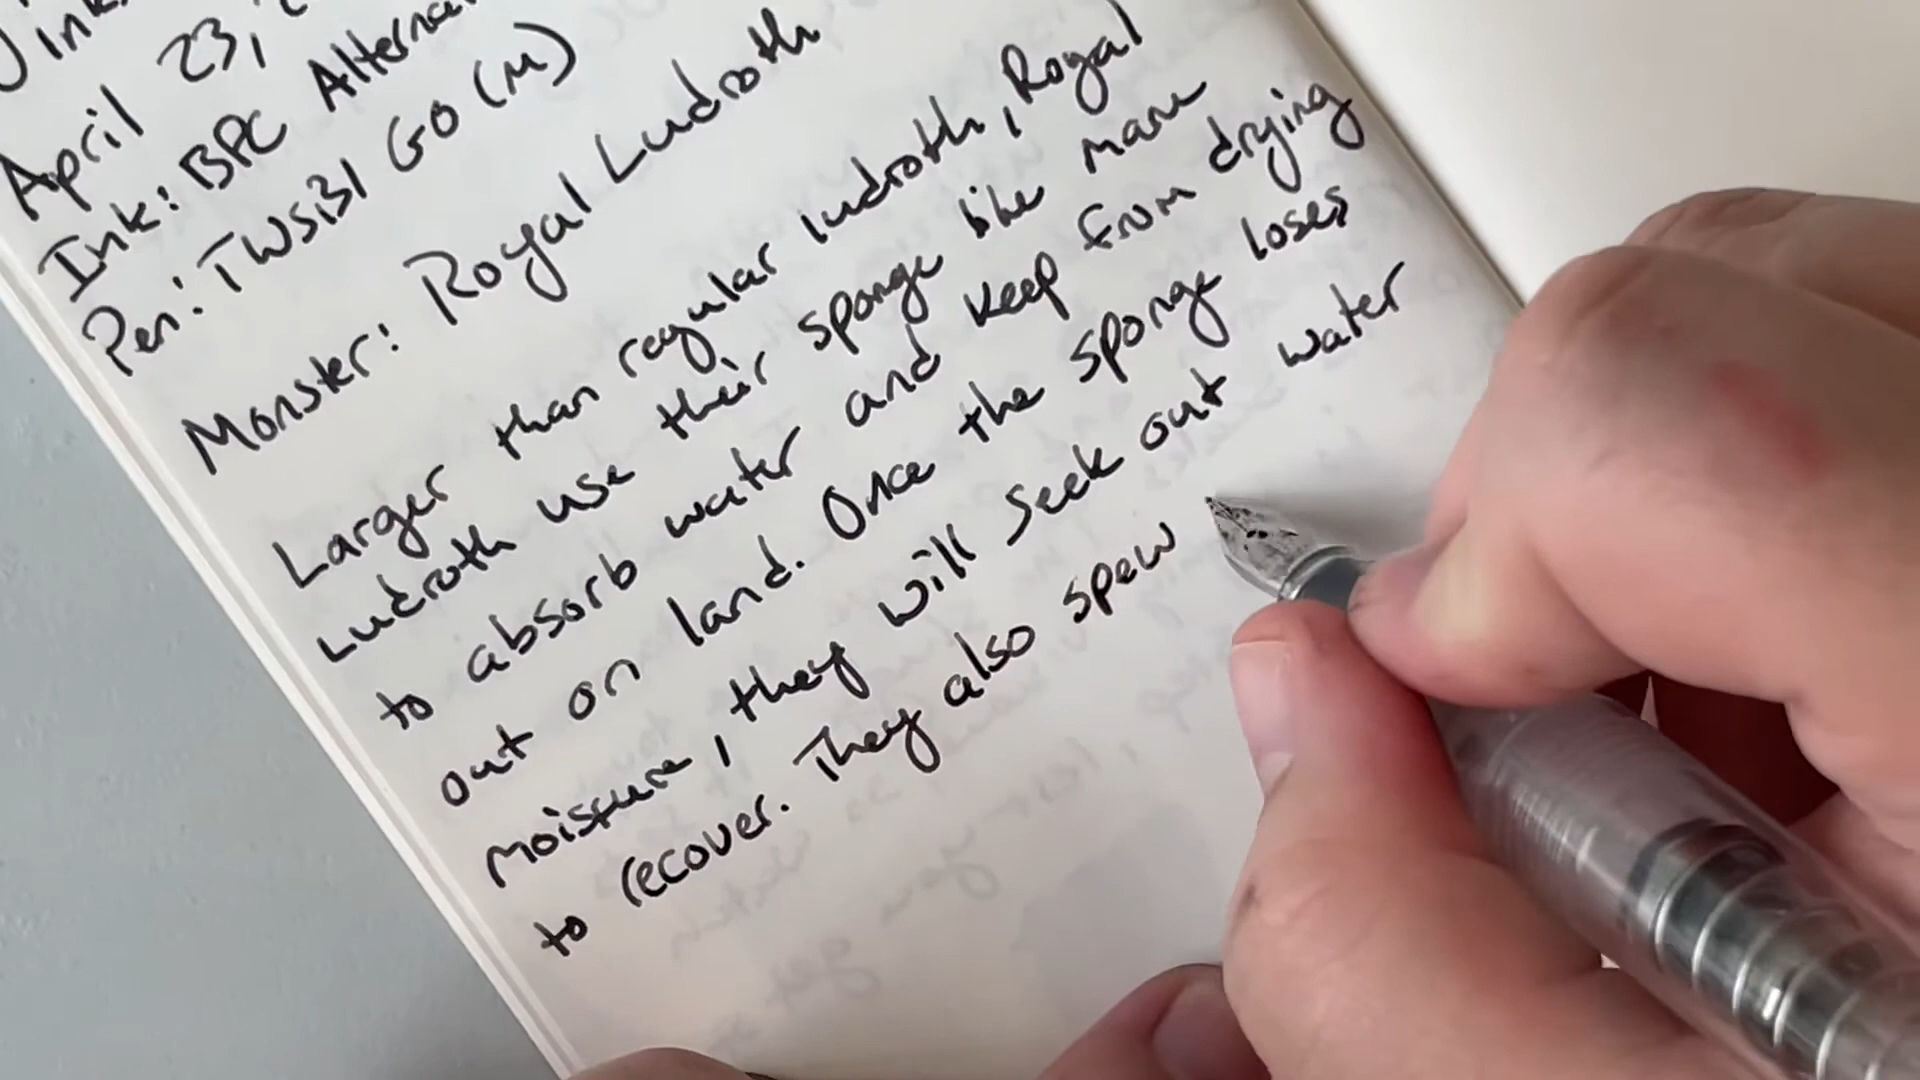 April 23,
Ink: BPC
Pen: TWSBI GO (M)
Monster: Royal Ludroth
Larger than regular ludroth, Royal
Ludroth use their sponge like mane
to absorb water and keep from drying
out on land. Once the sponge loses
moisture, they will seek out water
to recover. They also spew